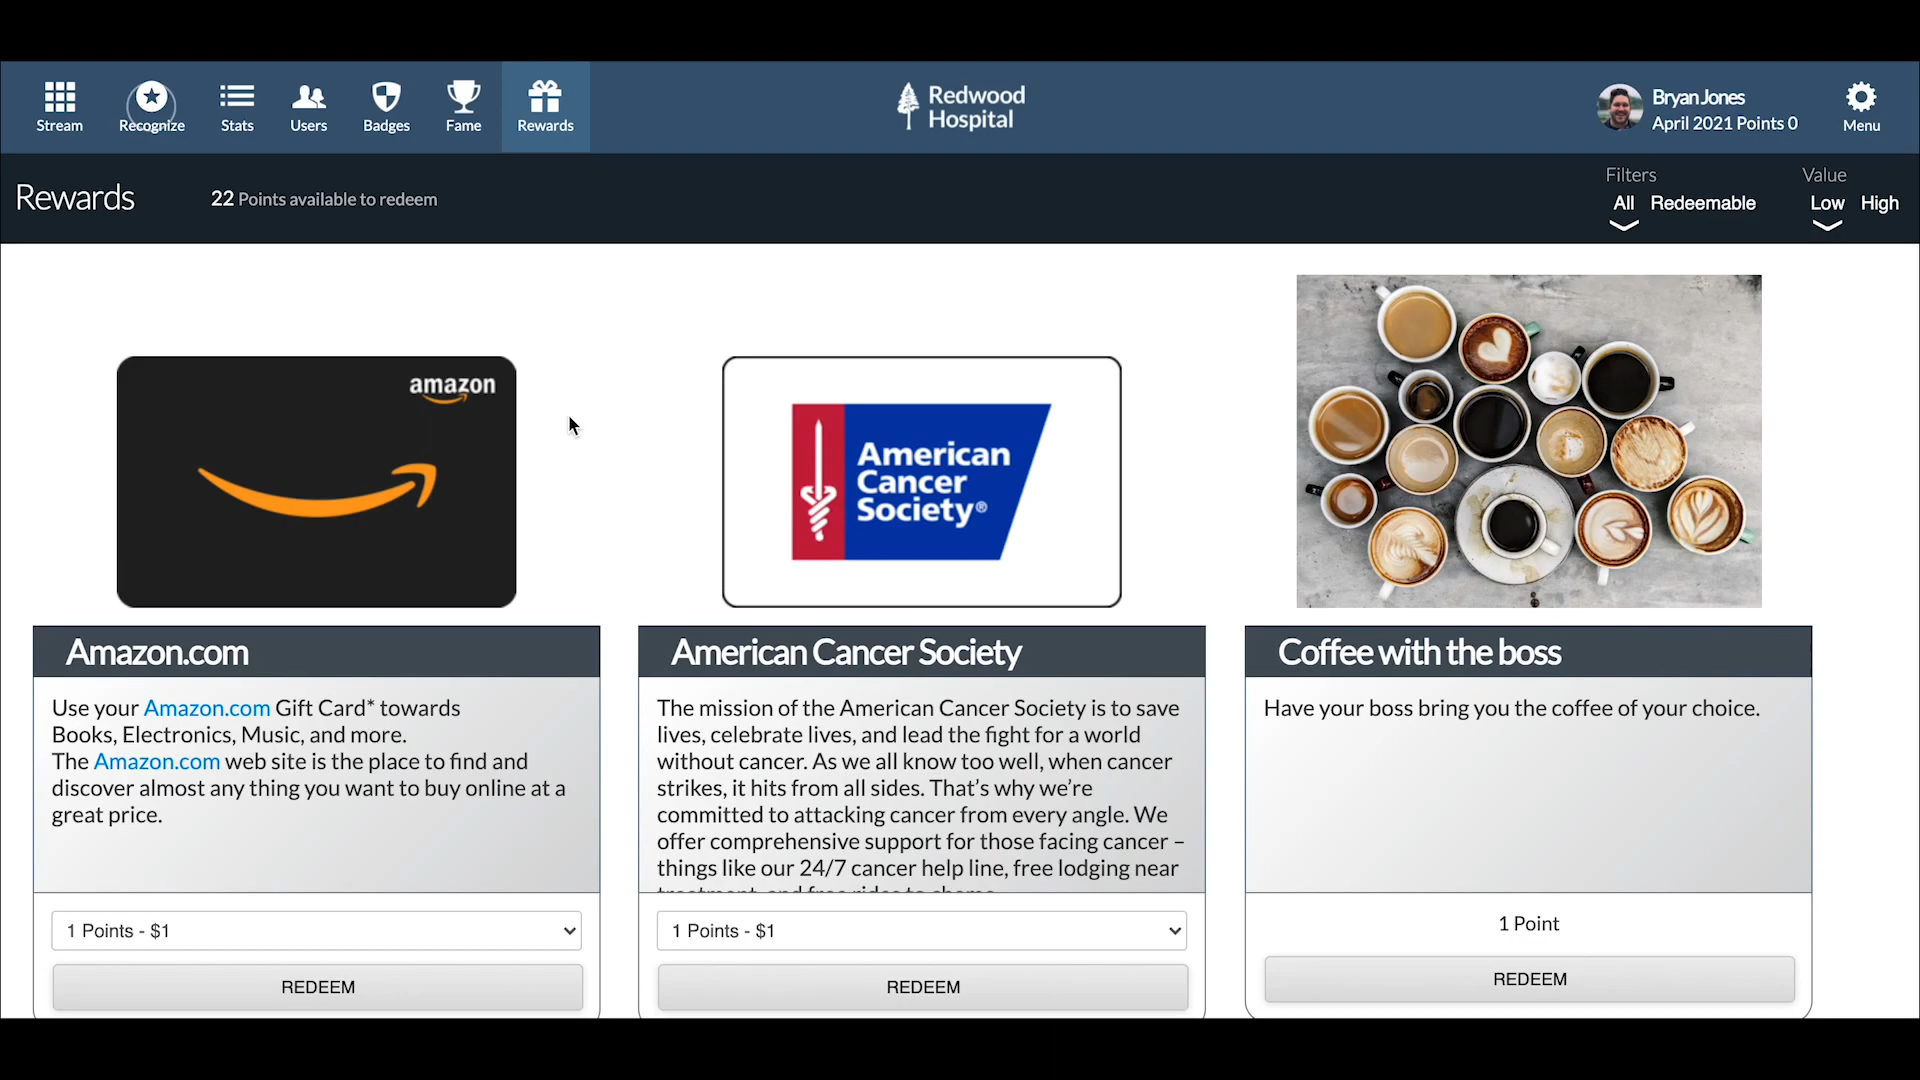 Stream
Recognize
Stats
Users
Badges
Fame
Rewards
Redwood
Hospital
Bryan Jones
April 2021 Points 0
Menu
Rewards
22 Points available to redeem
Filters
All Redeemable
Value
Low High
amazon
American
Cancer
Society®
Amazon.com
Use your Amazon.com Gift Card* towards
Books, Electronics, Music, and more.
The Amazon.com web site is the place to find and
discover almost any thing you want to buy online at a
great price.
1 Points - $1
REDEEM
American Cancer Society
The mission of the American Cancer Society is to save
lives, celebrate lives, and lead the fight for a world
without cancer. As we all know too well, when cancer
strikes, it hits from all sides. That’s why we’re
committed to attacking cancer from every angle. We
offer comprehensive support for those facing cancer –
things like our 24/7 cancer help line, free lodging near
1 Points - $1
REDEEM
Coffee with the boss
Have your boss bring you the coffee of your choice.
1 Point
REDEEM